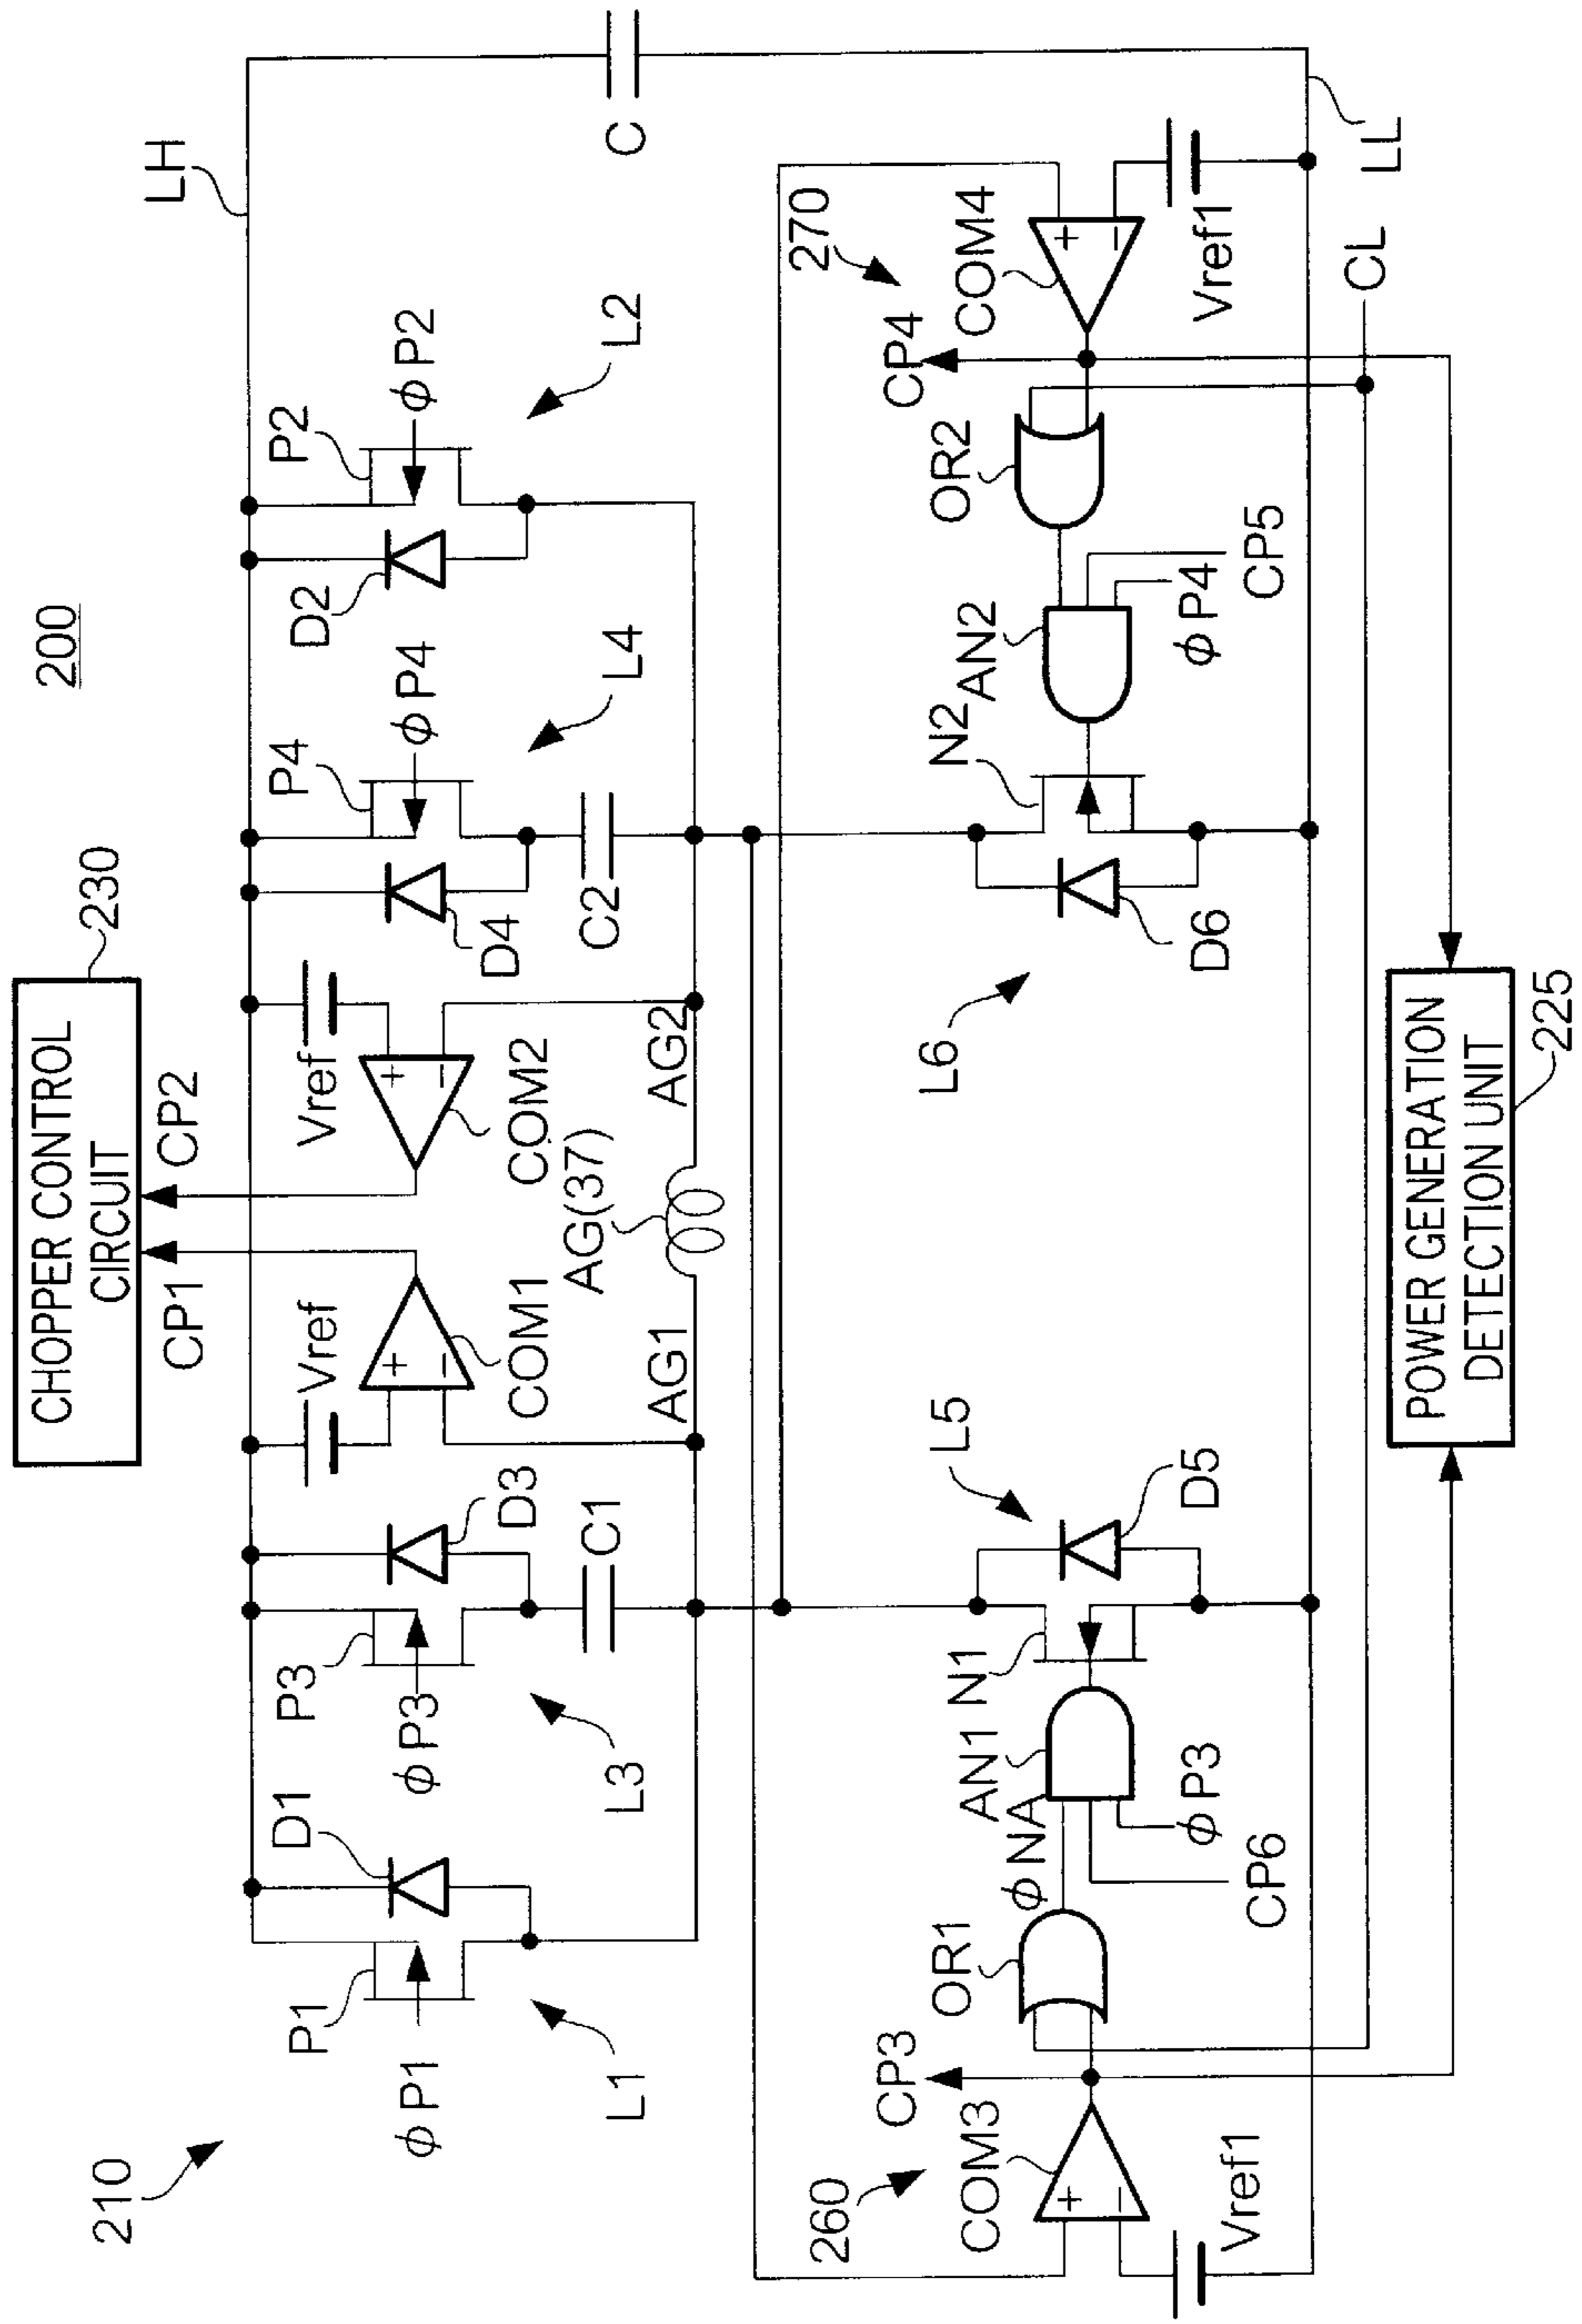 200
210
CHOPPER CONTROL
CIRCUIT
230
CP1
CP2
LH
P1
D1
P3
Vref
Vref
P4
D2
P2
φP1
φP3
D3
COM1
COM2
D4
φP4
φP2
L1
L3
C1
AG(37)
C2
L4
L2
C
AG1
AG2
260
CP3
OR1
φNA
AN1
N1
L5
L6
N2
AN2
OR2
CP4
270
COM3
COM4
Vref1
CP6
φP3
D5
D6
φP4
CP5
Vref1
CL
LL
POWER GENERATION
DETECTION UNIT
225